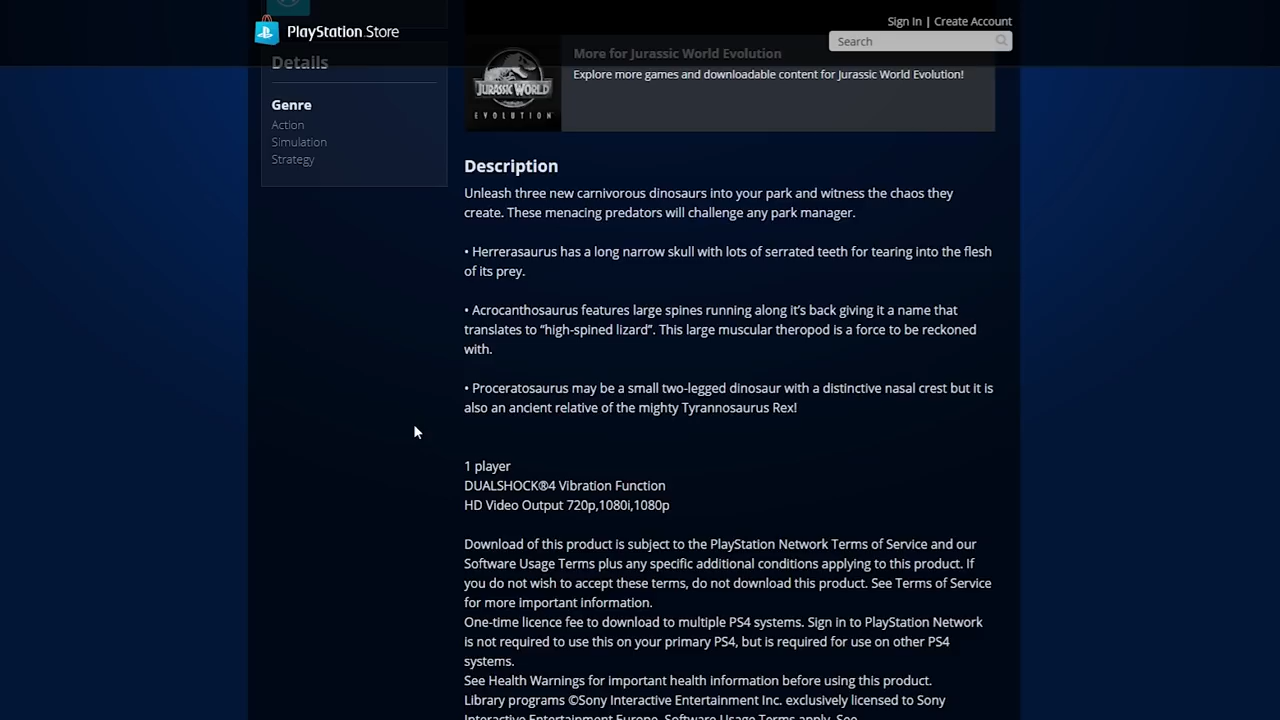 PlayStation Store
Sign In | Create Account
Search
Details
Genre
Action
Simulation
Strategy
JURASSIC WORLD
EVOLUTION
More for Jurassic World Evolution
Explore more games and downloadable content for Jurassic World Evolution!
Description
Unleash three new carnivorous dinosaurs into your park and witness the chaos they
create. These menacing predators will challenge any park manager.
• Herrerasaurus has a long narrow skull with lots of serrated teeth for tearing into the flesh
of its prey.
• Acrocanthosaurus features large spines running along it’s back giving it a name that
translates to “high-spined lizard”. This large muscular theropod is a force to be reckoned
with.
• Proceratosaurus may be a small two-legged dinosaur with a distinctive nasal crest but it is
also an ancient relative of the mighty Tyrannosaurus Rex!
1 player
DUALSHOCK®4 Vibration Function
HD Video Output 720p,1080i,1080p
Download of this product is subject to the PlayStation Network Terms of Service and our
Software Usage Terms plus any specific additional conditions applying to this product. If
you do not wish to accept these terms, do not download this product. See Terms of Service
for more important information.
One-time licence fee to download to multiple PS4 systems. Sign in to PlayStation Network
is not required to use this on your primary PS4, but is required for use on other PS4
systems.
See Health Warnings for important health information before using this product.
Library programs ©Sony Interactive Entertainment Inc. exclusively licensed to Sony
Interactive Entertainment Europe. Software Usage Terms apply. See